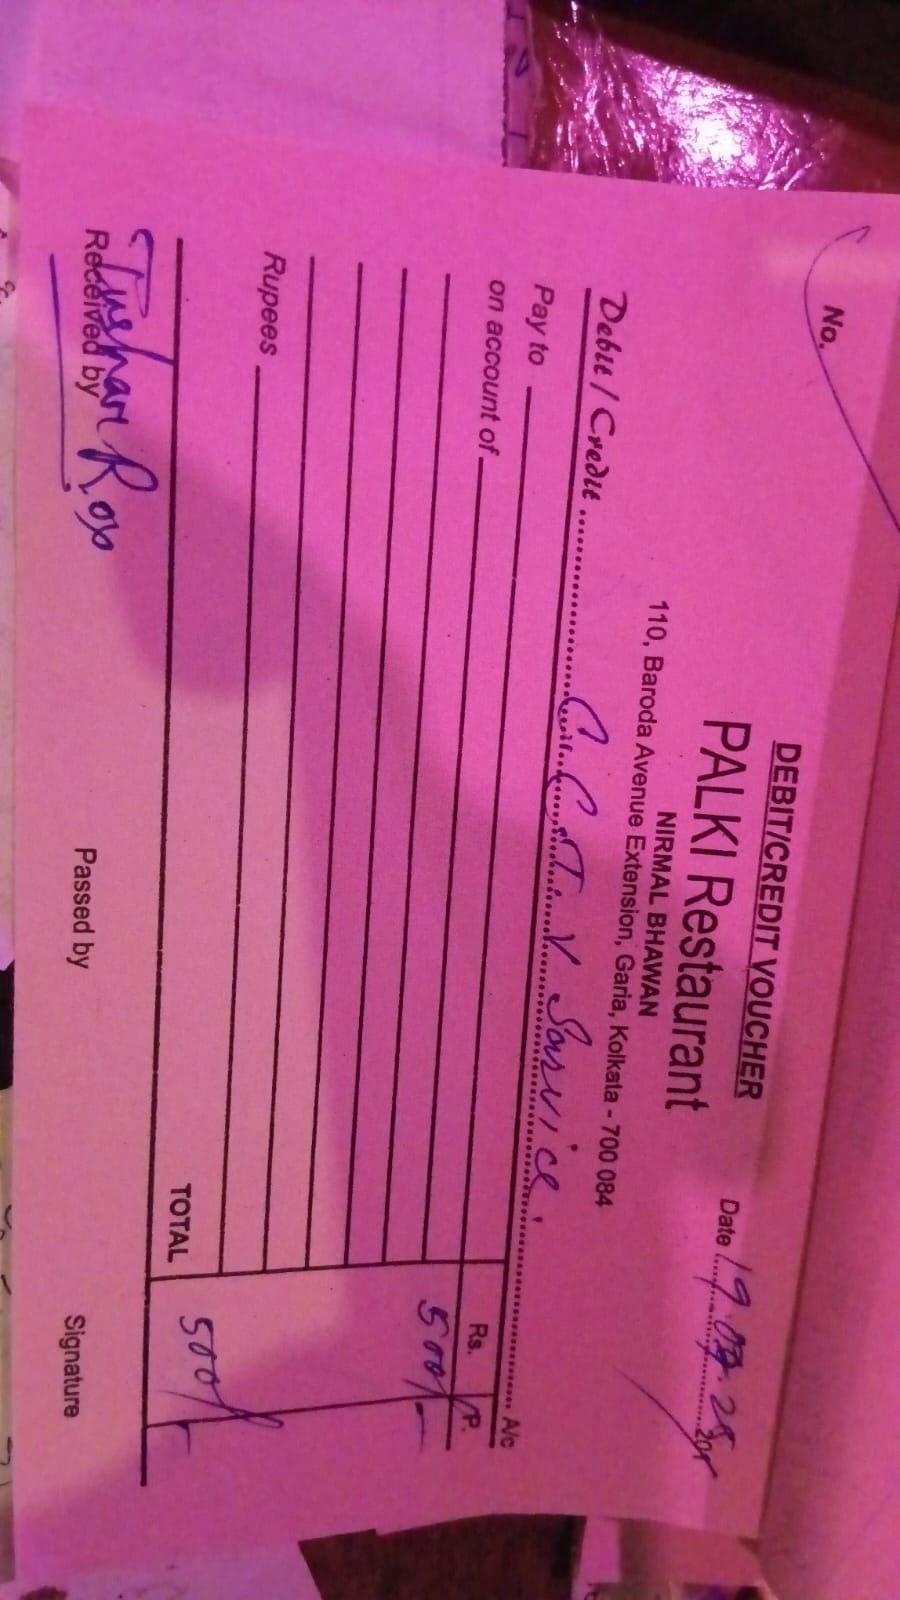 No.
DEBIT/CREDIT VOUCHER
PALKI Restaurant
NIRMAL BHAWAN
110, Baroda Avenue Extension, Garia, Kolkata - 700 084
Date 19. .25
Debit / Credit C.C.T.V Service. A/c
Pay to
on account of
Rs. P.
500/-
Rupees
TOTAL 500/-
Tushar Roy
Received by Passed by Signature